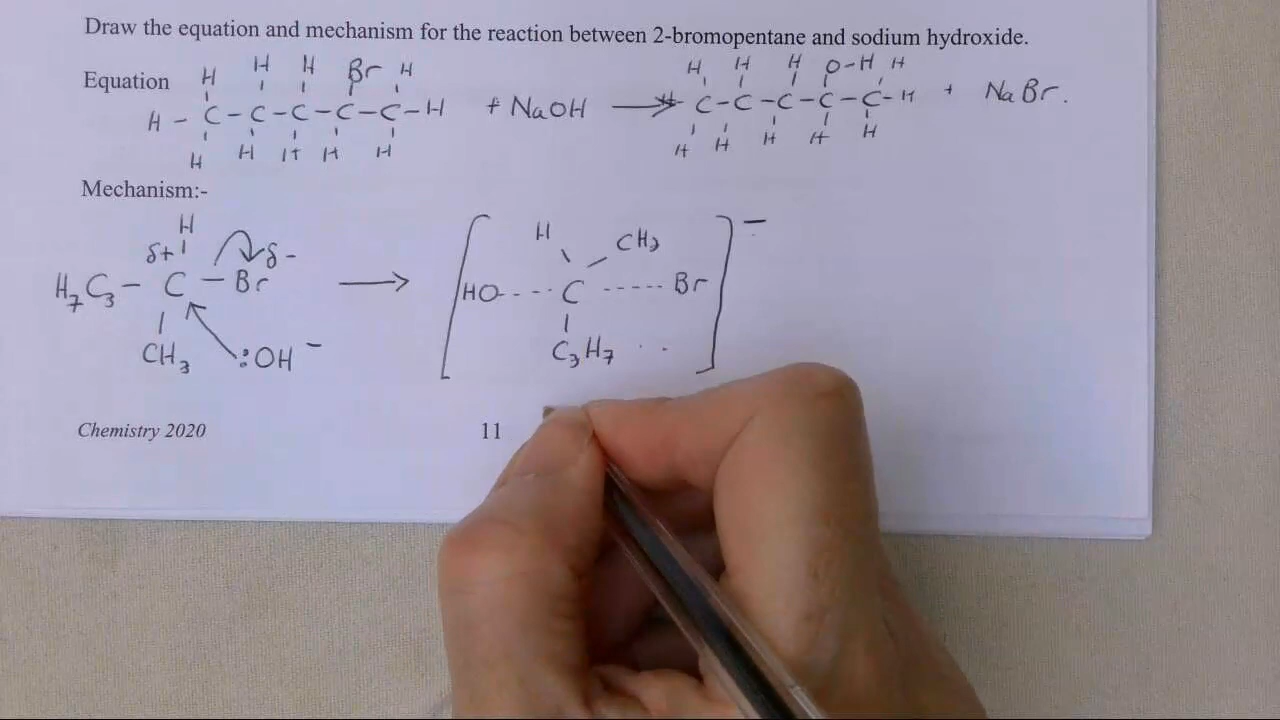 Draw the equation and mechanism for the reaction between 2-bromopentane and sodium hydroxide.
H H H Br H H H H O-H H
Equation
H - C - C - C - C - C - H + NaOH → C - C - C - C - C - H + NaBr.
H H H H H H H H H H
Mechanism:-
H H CH3
δ+ δ-
H7C3 - C - Br → [HO---- C ----- Br] -
CH3 :OH - C3H7
Chemistry 2020 11